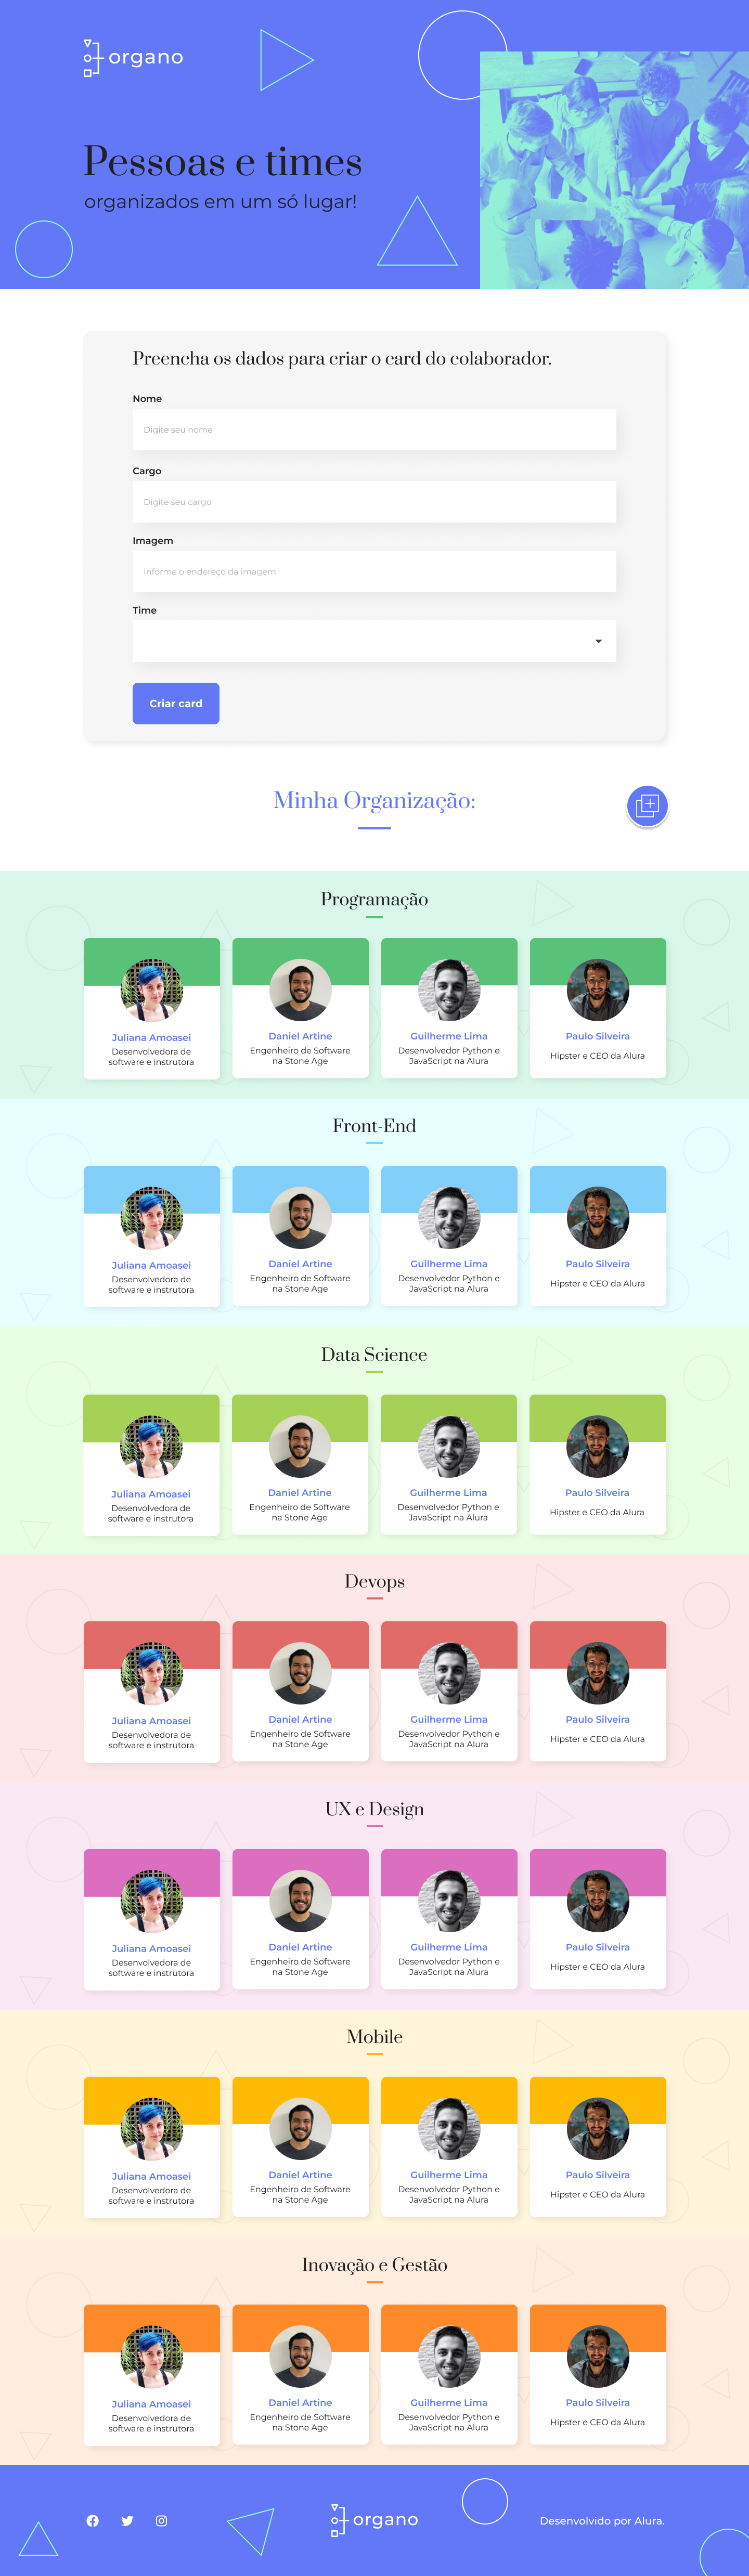 organo
Pessoas e times
organizados em um só lugar!
Preencha os dados para criar o card do colaborador.
Nome
Digite seu nome
Cargo
Digite seu cargo
Imagem
Informe o endereço da imagem
Time
Criar card
Minha Organização:
Programação
Juliana Amoasei
Desenvolvedora de
software e instrutora
Daniel Artine
Engenheiro de Software
na Stone Age
Guilherme Lima
Desenvolvedor Python e
JavaScript na Alura
Paulo Silveira
Hipster e CEO da Alura
Front-End
Juliana Amoasei
Desenvolvedora de
software e instrutora
Daniel Artine
Engenheiro de Software
na Stone Age
Guilherme Lima
Desenvolvedor Python e
JavaScript na Alura
Paulo Silveira
Hipster e CEO da Alura
Data Science
Juliana Amoasei
Desenvolvedora de
software e instrutora
Daniel Artine
Engenheiro de Software
na Stone Age
Guilherme Lima
Desenvolvedor Python e
JavaScript na Alura
Paulo Silveira
Hipster e CEO da Alura
Devops
Juliana Amoasei
Desenvolvedora de
software e instrutora
Daniel Artine
Engenheiro de Software
na Stone Age
Guilherme Lima
Desenvolvedor Python e
JavaScript na Alura
Paulo Silveira
Hipster e CEO da Alura
UX e Design
Juliana Amoasei
Desenvolvedora de
software e instrutora
Daniel Artine
Engenheiro de Software
na Stone Age
Guilherme Lima
Desenvolvedor Python e
JavaScript na Alura
Paulo Silveira
Hipster e CEO da Alura
Mobile
Juliana Amoasei
Desenvolvedora de
software e instrutora
Daniel Artine
Engenheiro de Software
na Stone Age
Guilherme Lima
Desenvolvedor Python e
JavaScript na Alura
Paulo Silveira
Hipster e CEO da Alura
Inovação e Gestão
Juliana Amoasei
Desenvolvedora de
software e instrutora
Daniel Artine
Engenheiro de Software
na Stone Age
Guilherme Lima
Desenvolvedor Python e
JavaScript na Alura
Paulo Silveira
Hipster e CEO da Alura
organo
Desenvolvido por Alura.